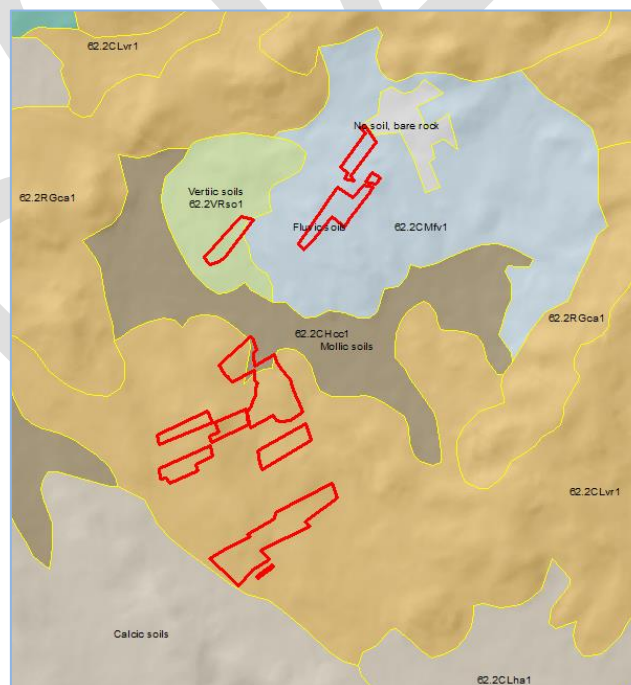 62.2CLvr1
No soil, bare rock
Vertiic soils
62.2VRso1
62.2RGca1
Fluvic soils
62.2CMfv1
62.2RGca1
62.2CHcc1
Mollic soils
62.2CLvr1
Calcic soils
62.2CLha1